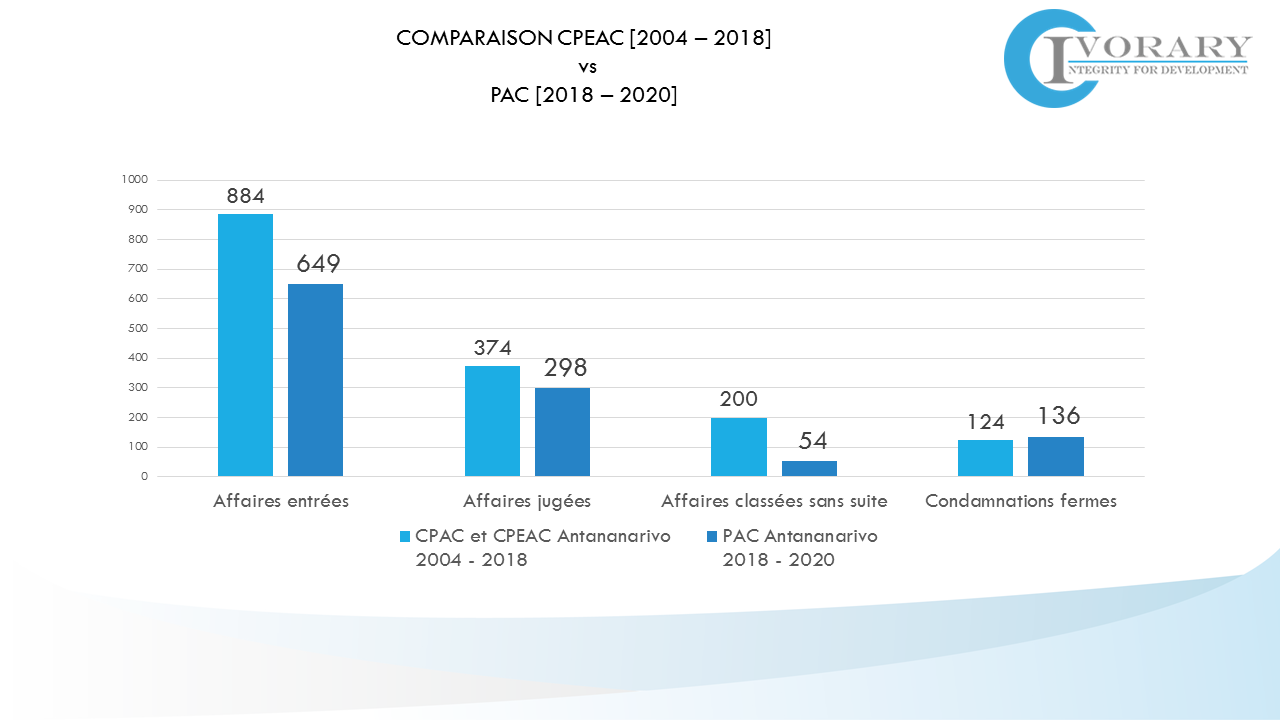 COMPARAISON CPEAC [2004 – 2018]
vs
PAC [2018 – 2020]
CIVORARY
INTEGRITY FOR DEVELOPMENT
1000
900
800
700
600
500
400
300
200
100
0
884
649
374
298
200
54
124
136
Affaires entrées
Affaires jugées
Affaires classées sans suite
Condamnations fermes
CPAC et CPEAC Antananarivo
2004 - 2018
PAC Antananarivo
2018 - 2020